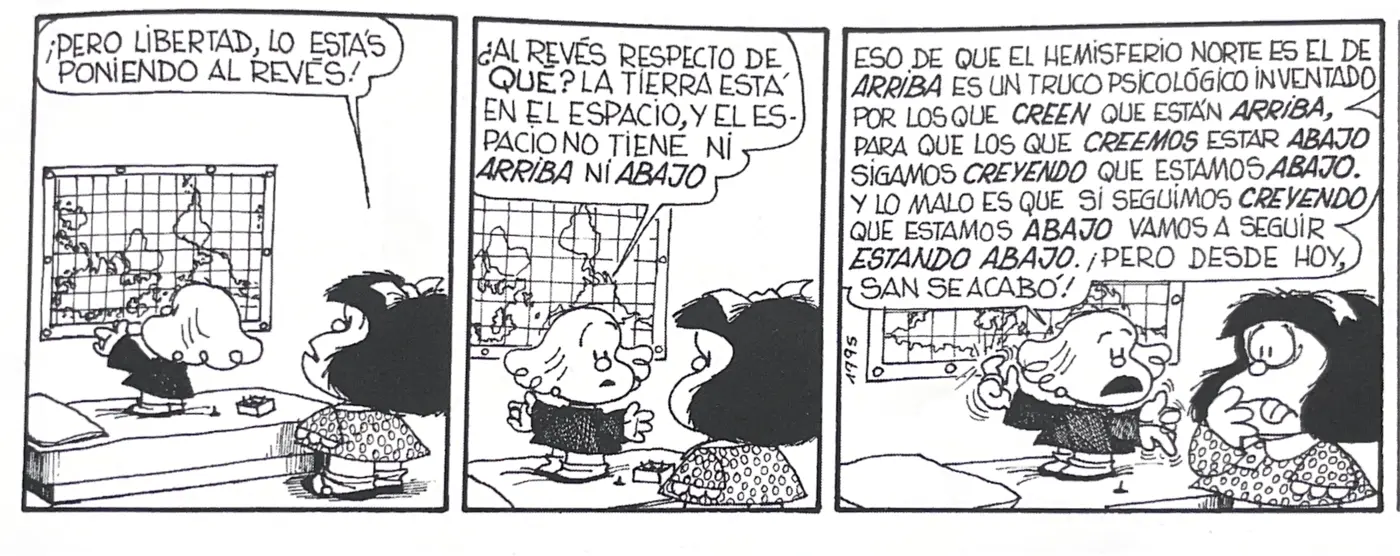 ¡PERO LIBERTAD, LO ESTÁS
PONIENDO AL REVÉS!
¿AL REVÉS RESPECTO DE
QUÉ? LA TIERRA ESTÁ
EN EL ESPACIO, Y EL ES-
PACIO NO TIENE NI
ARRIBA NI ABAJO
ESO DE QUE EL HEMISFERIO NORTE ES EL DE
ARRIBA ES UN TRUCO PSICOLÓGICO INVENTADO
POR LOS QUE CREEN QUE ESTÁN ARRIBA,
PARA QUE LOS QUE CREEMOS ESTAR ABAJO
SIGAMOS CREYENDO QUE ESTAMOS ABAJO.
Y LO MALO ES QUE SI SEGUIMOS CREYENDO
QUE ESTAMOS ABAJO VAMOS A SEGUIR
ESTANDO ABAJO. ¡PERO DESDE HOY,
SAN SEACABÓ!
1995